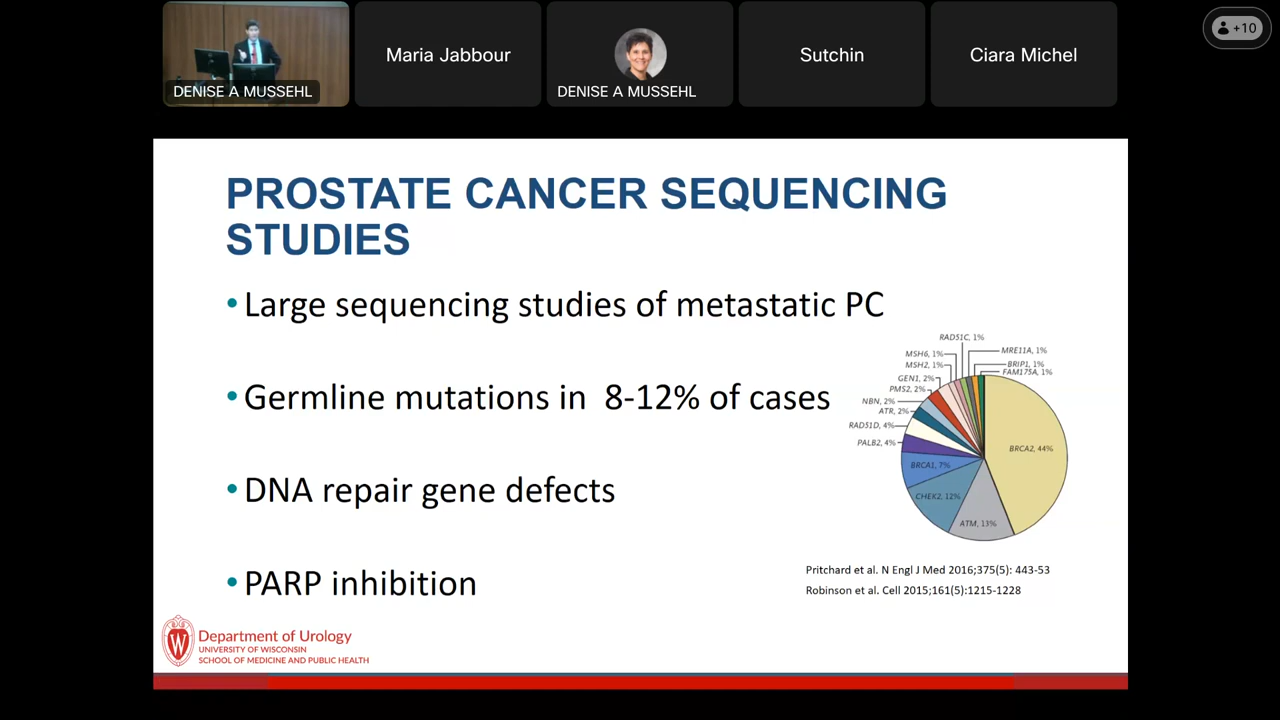 DENISE A MUSSEHL
Maria Jabbour
DENISE A MUSSEHL
Sutchin
Ciara Michel
+10
PROSTATE CANCER SEQUENCING
STUDIES
•Large sequencing studies of metastatic PC
•Germline mutations in 8-12% of cases
•DNA repair gene defects
•PARP inhibition
RAD51C, 1%
MSH6, 1%
MRE11A, 1%
MSH2, 1%
BRIP1, 1%
FAM175A, 1%
GEN1, 2%
PMS2, 2%
NBN, 2%
ATR, 2%
RAD51D, 4%
PALB2, 4%
BRCA2, 44%
BRCA1, 7%
CHEK2, 12%
ATM, 13%
Pritchard et al. N Engl J Med 2016;375(5): 443-53
Robinson et al. Cell 2015;161(5):1215-1228
W
Department of Urology
UNIVERSITY OF WISCONSIN
SCHOOL OF MEDICINE AND PUBLIC HEALTH